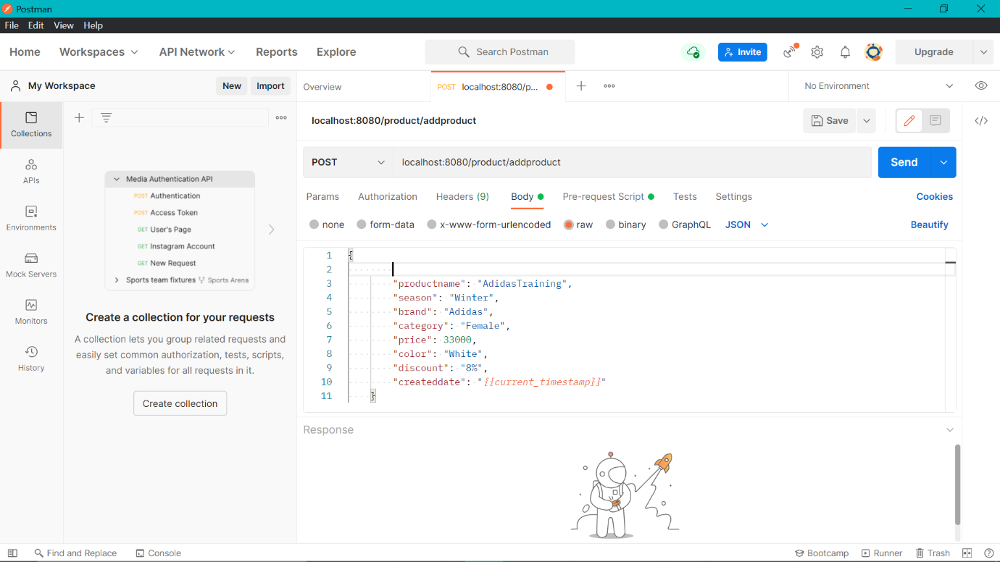 Postman
File Edit View Help
Home Workspaces API Network Reports Explore Search Postman Invite Upgrade
My Workspace New Import Overview POST localhost:8080/p... No Environment
localhost:8080/product/addproduct Save
Collections
APIs
Environments
Mock Servers
Monitors
History
Media Authentication API
POST Authentication
POST Access Token
GET User's Page
GET Instagram Account
GET New Request
Sports team fixtures Sports Arena
Create a collection for your requests
A collection lets you group related requests and
easily set common authorization, tests, scripts,
and variables for all requests in it.
Create collection
POST localhost:8080/product/addproduct Send
Params Authorization Headers (9) Body Pre-request Script Tests Settings Cookies
none form-data x-www-form-urlencoded raw binary GraphQL JSON Beautify
1 {
2
3 "productname": "AdidasTraining",
4 "season": "Winter",
5 "brand": "Adidas",
6 "category": "Female",
7 "price": 33000,
8 "color": "White",
9 "discount": "8%",
10 "createddate": "{{current_timestamp}}"
11 }
Response
Find and Replace Console Bootcamp Runner Trash